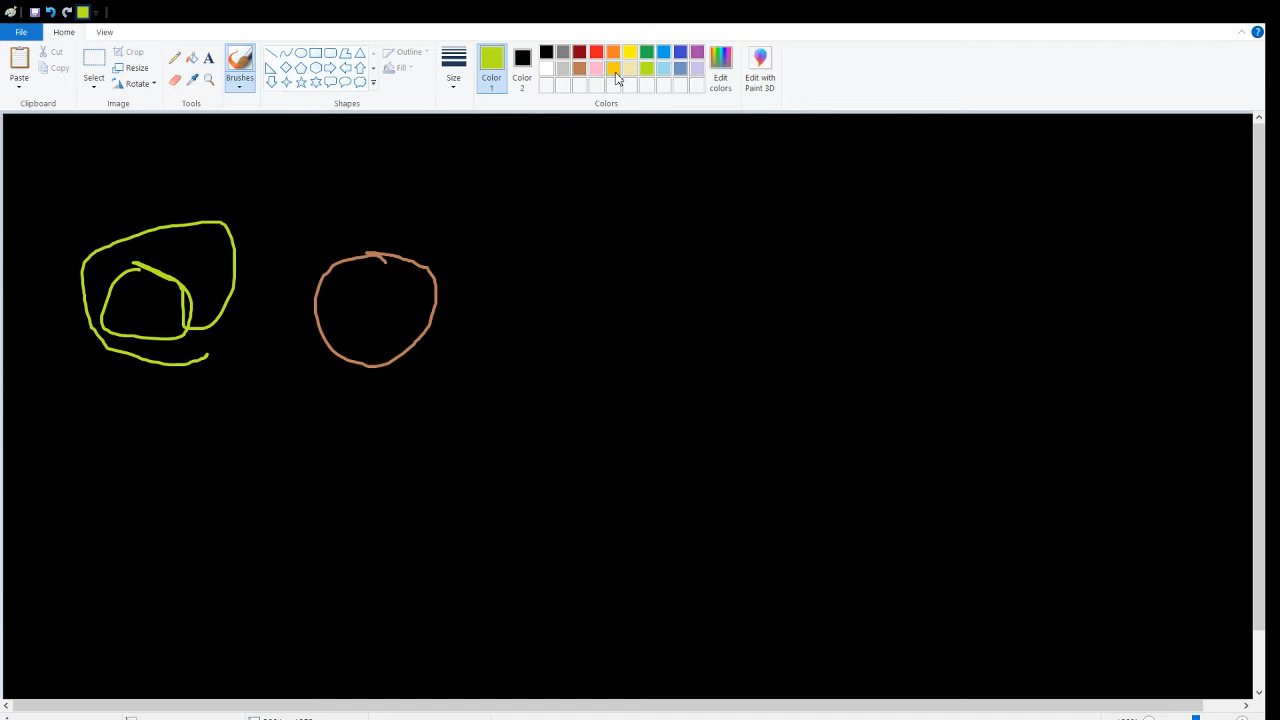 File Home View
Cut Crop Outline
Copy Resize
Rotate Fill
Paste Select Brushes Size Color 1 Color 2 Edit colors Edit with Paint 3D
Clipboard Image Tools Shapes Colors
@